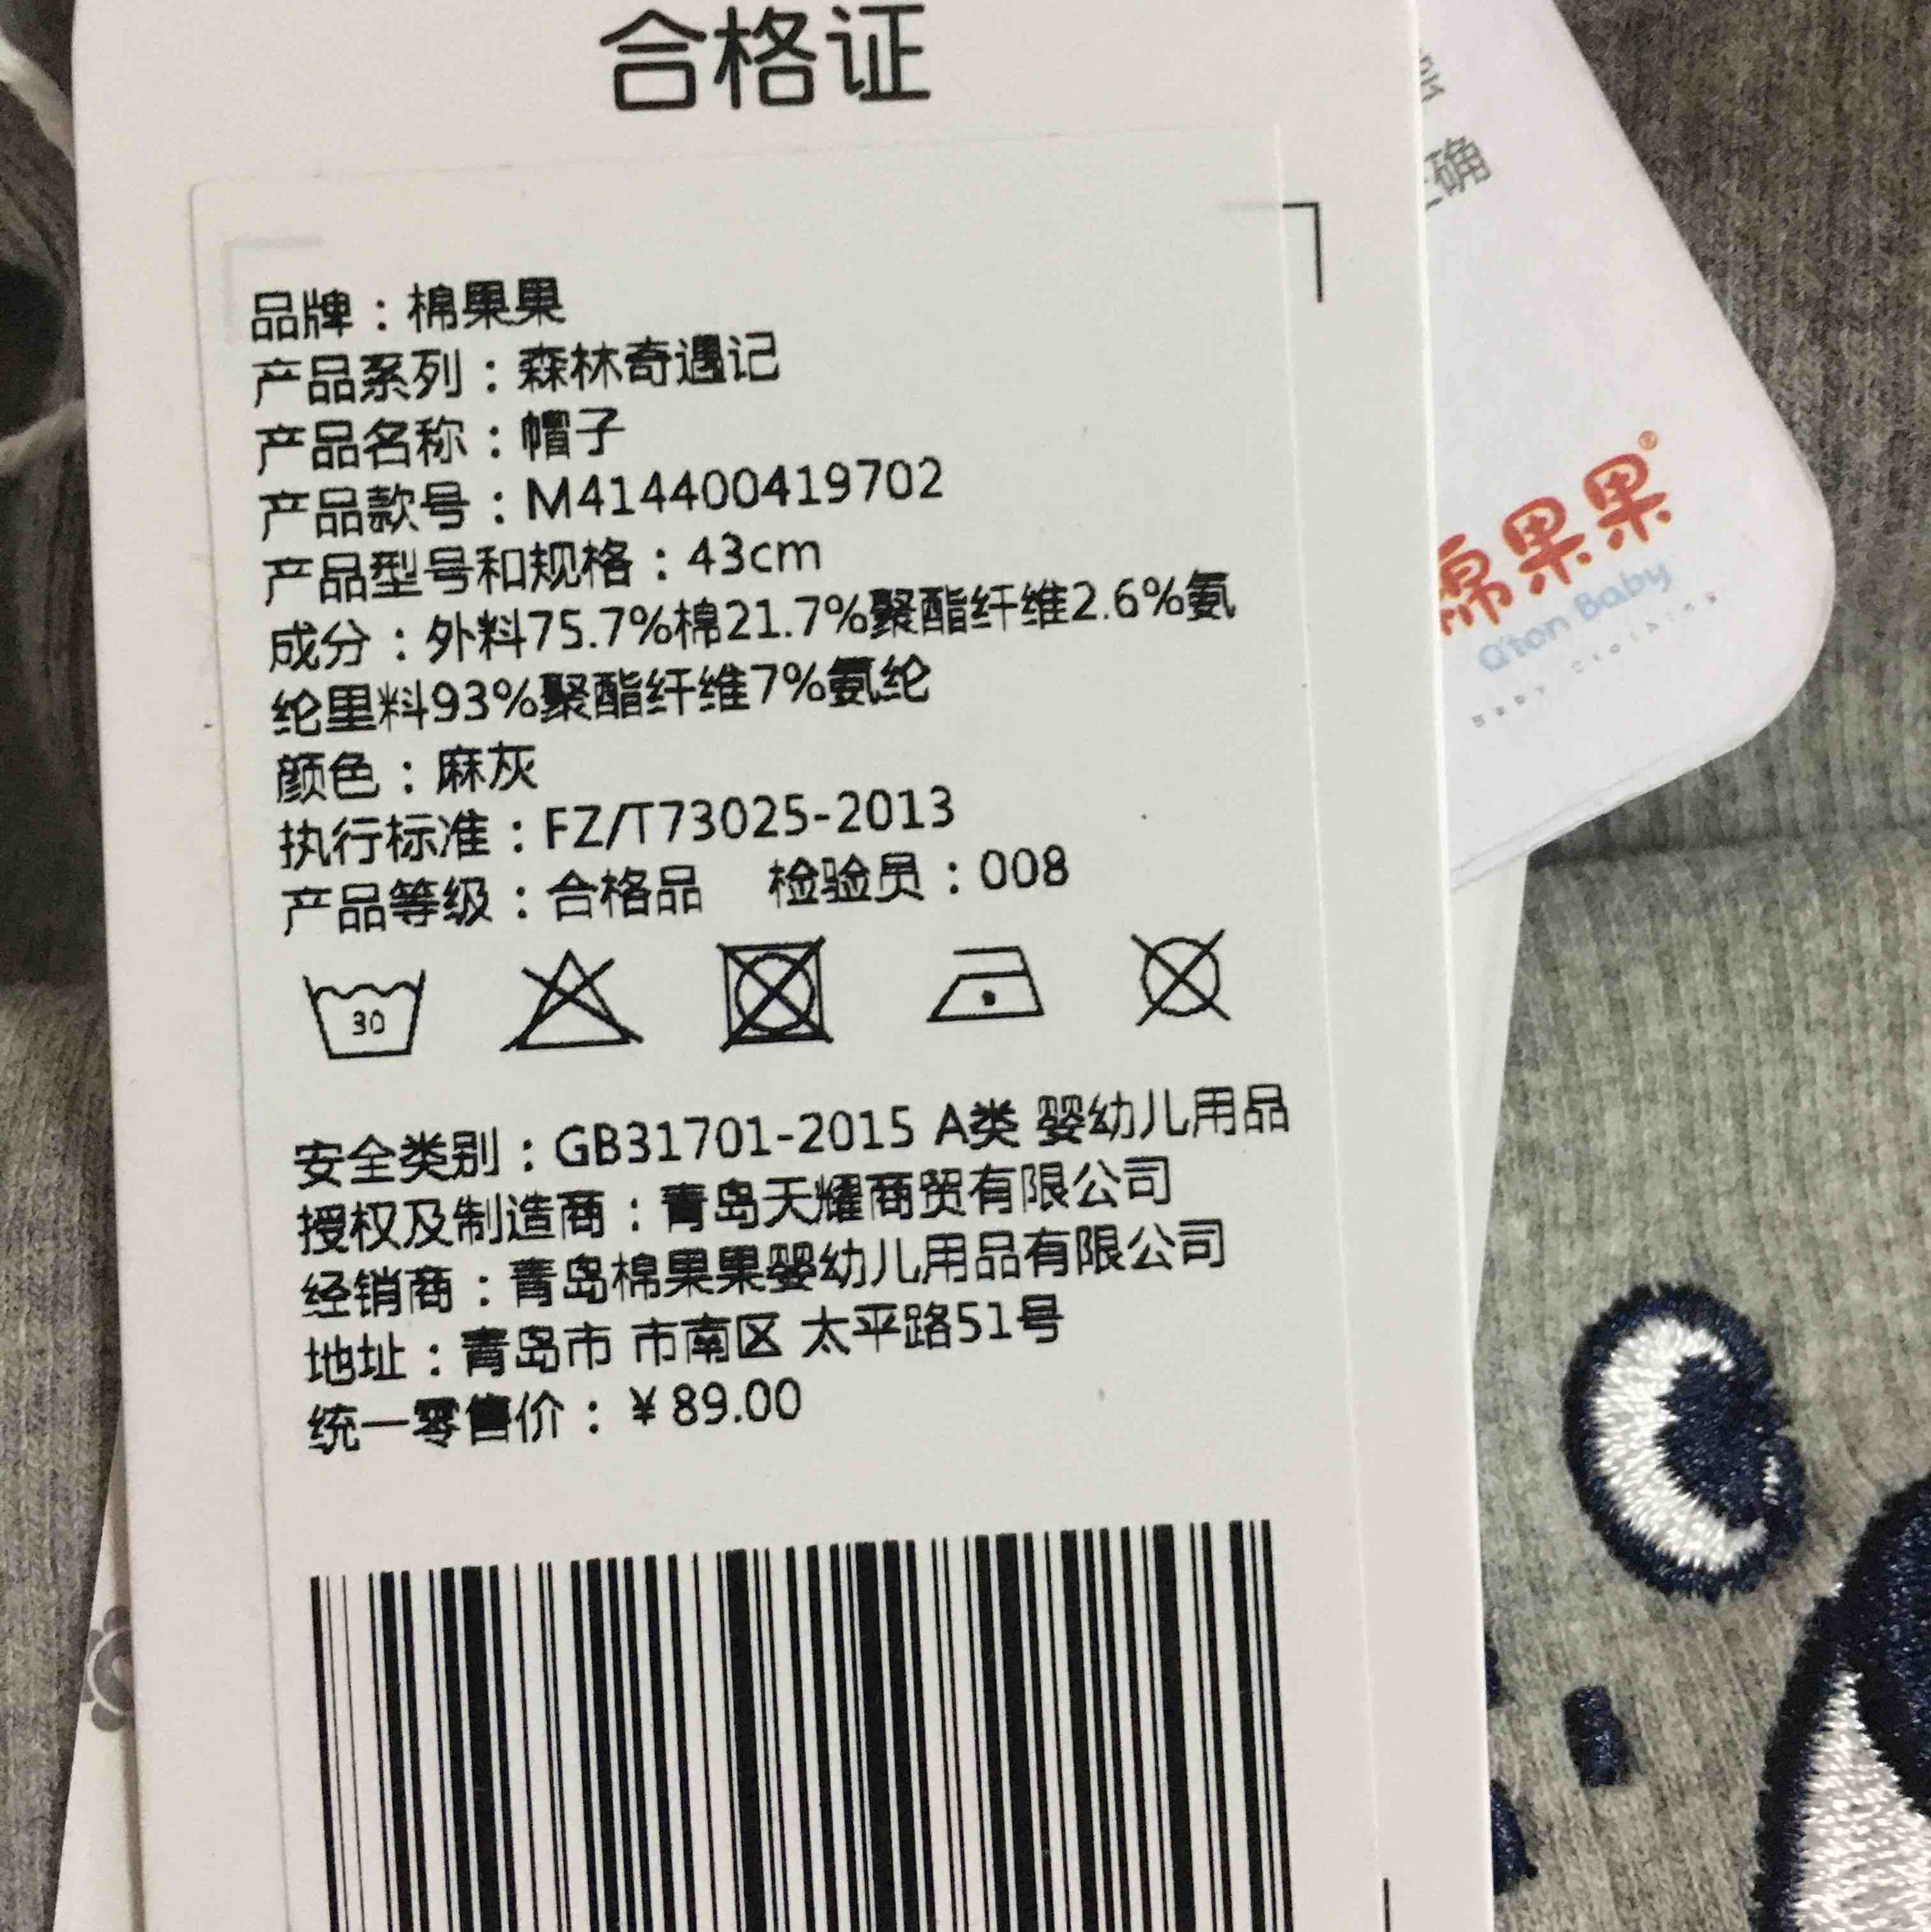 合格证
品牌：棉果果
产品系列：森林奇遇记
产品名称：帽子
产品款号：M414400419702
产品型号和规格：43cm
成分：外料75.7%棉21.7%聚酯纤维2.6%氨
纶里料93%聚酯纤维7%氨纶
颜色：麻灰
执行标准：FZ/T73025-2013
产品等级：合格品 检验员：008
30
安全类别：GB31701-2015 A类 婴幼儿用品
授权及制造商：青岛天耀商贸有限公司
经销商：青岛棉果果婴幼儿用品有限公司
地址：青岛市 市南区 太平路51号
统一零售价：¥89.00
确
棉果果®
Q'ton Baby
BABY CLOTHING